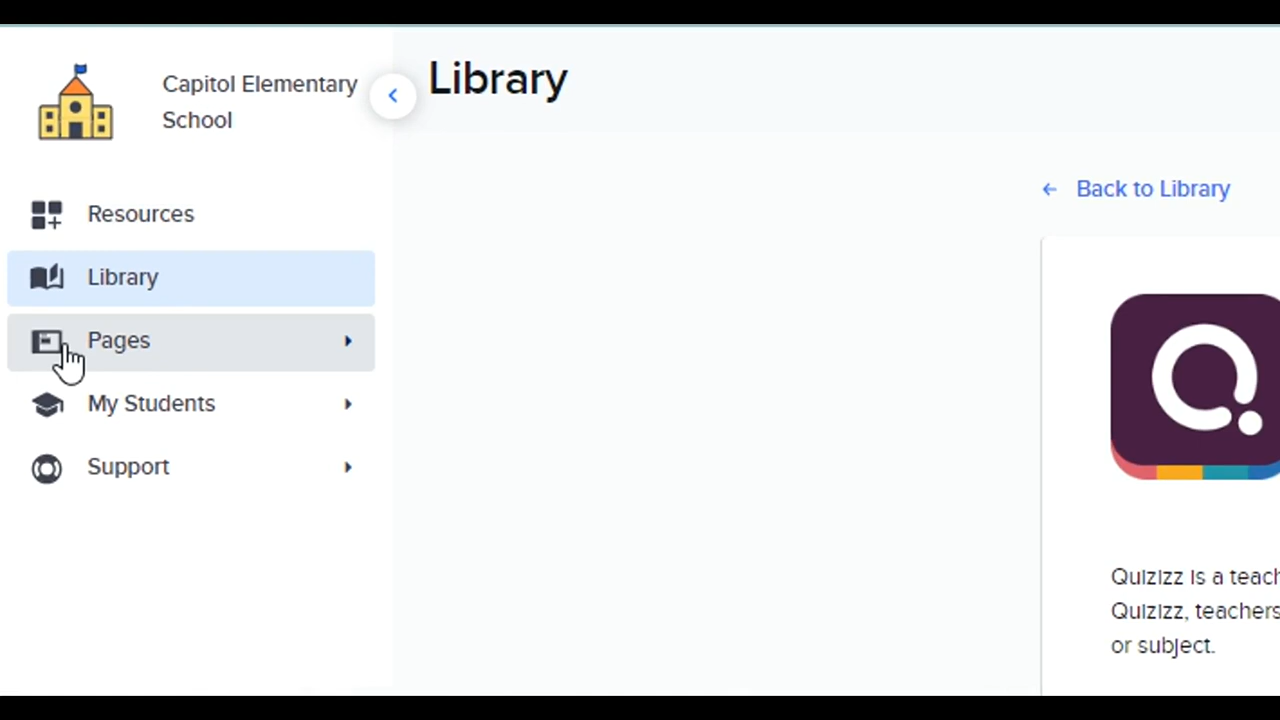 Capitol Elementary
School
Library
Resources
Library
Pages
My Students
Support
Back to Library
Quizizz is a teach
Quizizz, teachers
or subject.